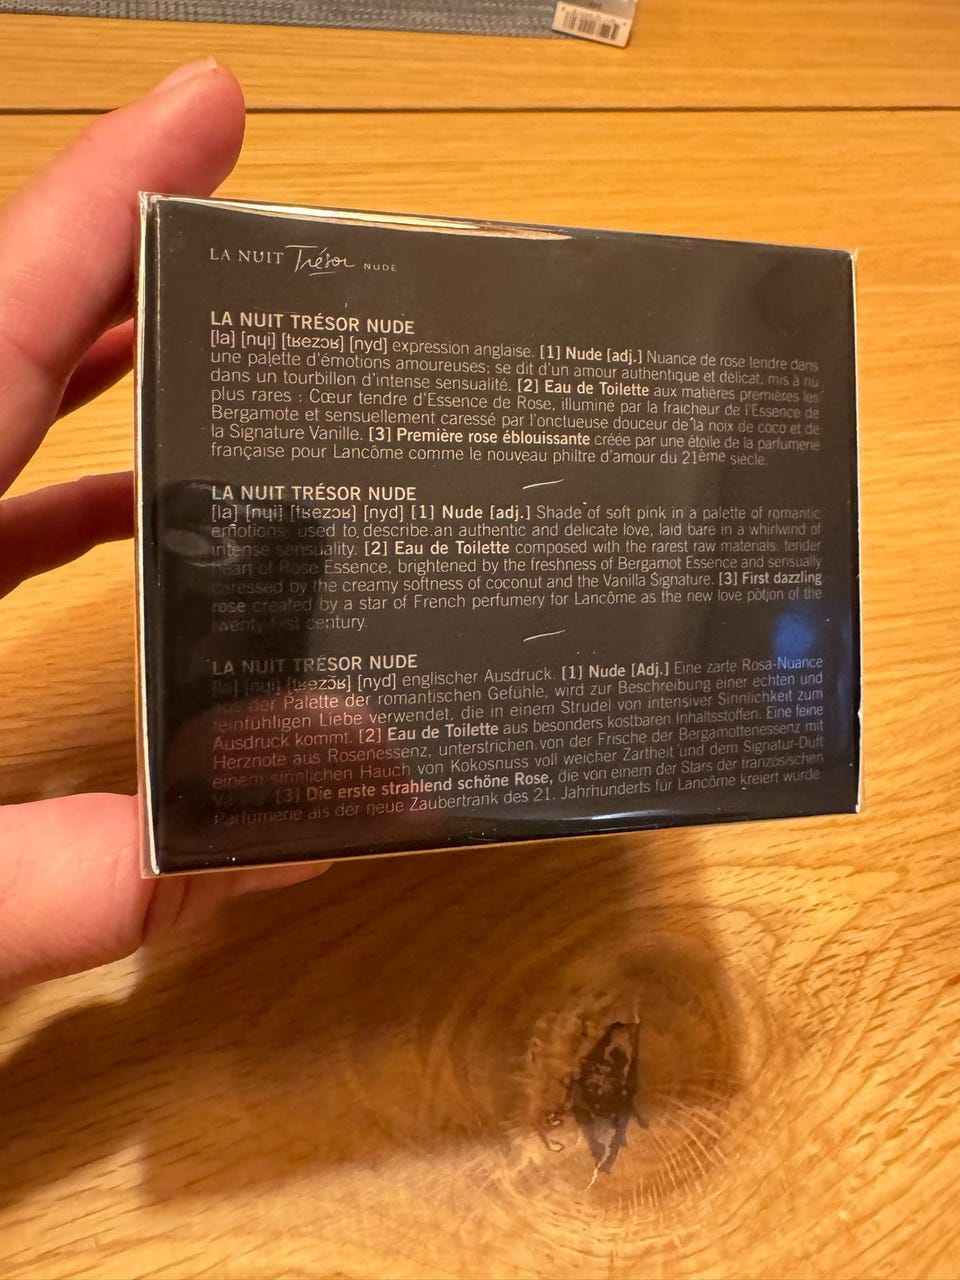 LA NUIT Trésor NUDE
LA NUIT TRÉSOR NUDE
[la] [nɥi] [tʁezɔʁ] [nyd] expression anglaise. [1] Nude [adj.] Nuance de rose tendre dans
une palette d'émotions amoureuses; se dit d'un amour authentique et délicat, mis à nu
dans un tourbillon d'intense sensualité. [2] Eau de Toilette aux matières premières les
plus rares : Cœur tendre d'Essence de Rose, illuminé par la fraicheur de l'Essence de
Bergamote et sensuellement caressé par l'onctueuse douceur de la noix de coco et de
la Signature Vanille. [3] Première rose éblouissante créée par une étoile de la parfumerie
française pour Lancôme comme le nouveau philtre d'amour du 21ème siècle.
LA NUIT TRÉSOR NUDE
[la] [nɥi] [tʁezɔʁ] [nyd] [1] Nude [adj.] Shade of soft pink in a palette of romantic
emotions, used to describe an authentic and delicate love, laid bare in a whirlwind of
intense sensuality. [2] Eau de Toilette composed with the rarest raw materials. tender
heart of Rose Essence, brightened by the freshness of Bergamot Essence and sensually
caressed by the creamy softness of coconut and the Vanilla Signature. [3] First dazzling
rose created by a star of French perfumery for Lancôme as the new love potion of the
twenty first century.
LA NUIT TRÉSOR NUDE
[la] [nɥi] [tʁezɔʁ] [nyd] englischer Ausdruck. [1] Nude [Adj.] Eine zarte Rosa-Nuance
aus der Palette der romantischen Gefühle, wird zur Beschreibung einer echten und
feinfühligen Liebe verwendet, die in einem Strudel von intensiver Sinnlichkeit zum
Ausdruck kommt. [2] Eau de Toilette aus besonders kostbaren Inhaltsstoffen. Eine feine
Herznote aus Rosenessenz, unterstrichen von der Frische der Bergamottenessenz mit
einem sinnlichen Hauch von Kokosnuss voll weicher Zartheit und dem Signatur-Duft
Vanille. [3] Die erste strahlend schöne Rose, die von einem der Stars der französischen
Parfumerie als der neue Zaubertrank des 21. Jahrhunderts für Lancôme kreiert wurde.